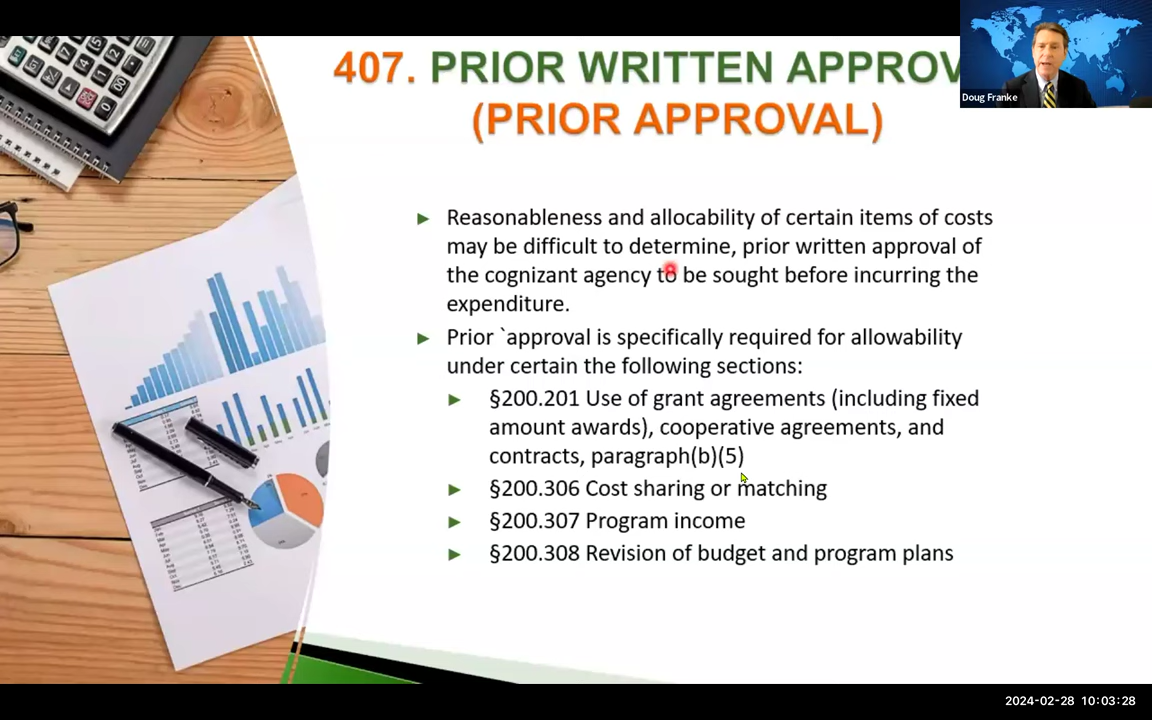 407. PRIOR WRITTEN APPROV
(PRIOR APPROVAL)
Doug Franke
Reasonableness and allocability of certain items of costs
may be difficult to determine, prior written approval of
the cognizant agency to be sought before incurring the
expenditure.
Prior `approval is specifically required for allowability
under certain the following sections:
§200.201 Use of grant agreements (including fixed
amount awards), cooperative agreements, and
contracts, paragraph(b)(5)
§200.306 Cost sharing or matching
§200.307 Program income
§200.308 Revision of budget and program plans
2024-02-28 10:03:28